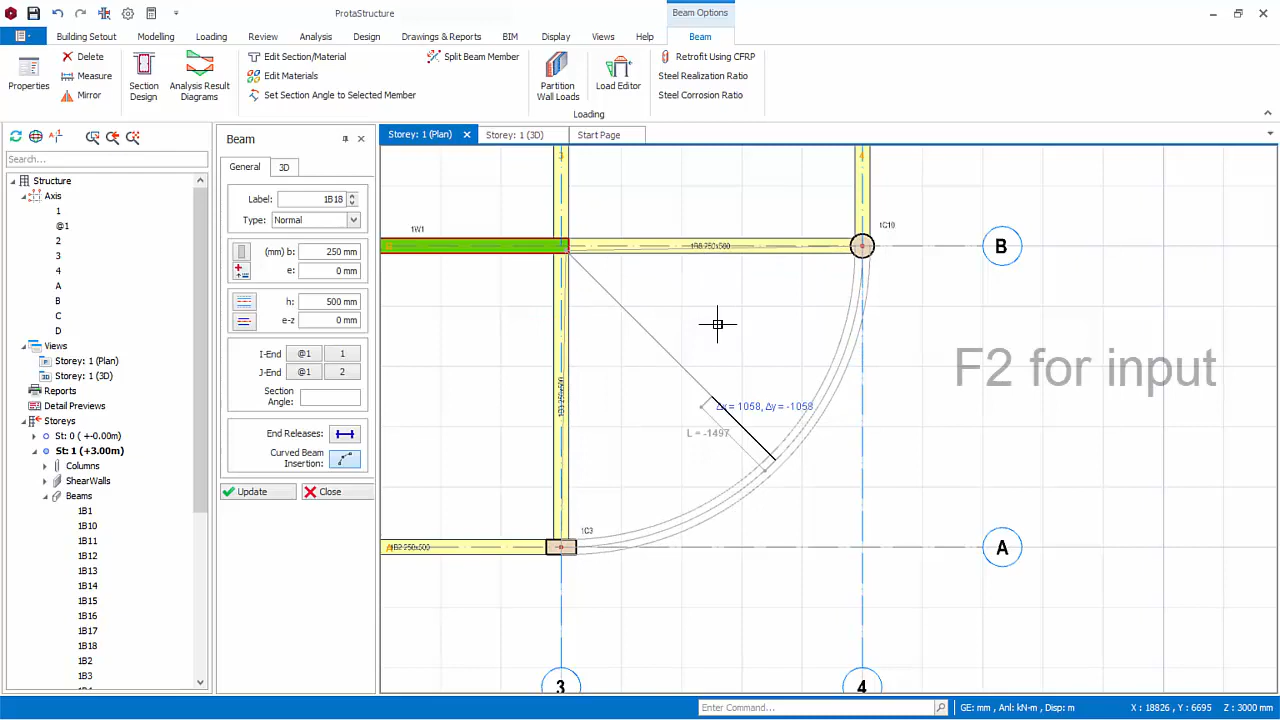 ProtaStructure
Beam Options
Building Setout Modelling Loading Review Analysis Design Drawings & Reports BIM Display Views Help Beam
Properties
Delete
Measure
Mirror
Section Design
Analysis Result Diagrams
Edit Section/Material
Edit Materials
Set Section Angle to Selected Member
Split Beam Member
Partition Wall Loads
Load Editor
Loading
Retrofit Using CFRP
Steel Realization Ratio
Steel Corrosion Ratio
Search...
Structure
Axis
1
@1
2
3
4
A
B
C
D
Views
Storey: 1 (Plan)
Storey: 1 (3D)
Reports
Detail Previews
Storeys
St: 0 (+-0.00m)
St: 1 (+3.00m)
Columns
ShearWalls
Beams
1B1
1B10
1B11
1B12
1B13
1B14
1B15
1B16
1B17
1B18
1B2
1B3
Beam
General 3D
Label: 1B18
Type: Normal
(mm) b: 250 mm
e: 0 mm
h: 500 mm
e-z 0 mm
I-End @1 1
J-End @1 2
Section Angle:
End Releases:
Curved Beam Insertion:
Update Close
Storey: 1 (Plan) Storey: 1 (3D) Start Page
3 4
1W1
1C10
1B8 250x500
B
1B3 250x500
F2 for input
Δx = 1058, Δy = -1058
L = -1497
1C3
1B2 250x500
A
3 4
Enter Command...
GE: mm , Anl: kN-m , Disp: m
X : 18826 , Y : 6695 Z : 3000 mm